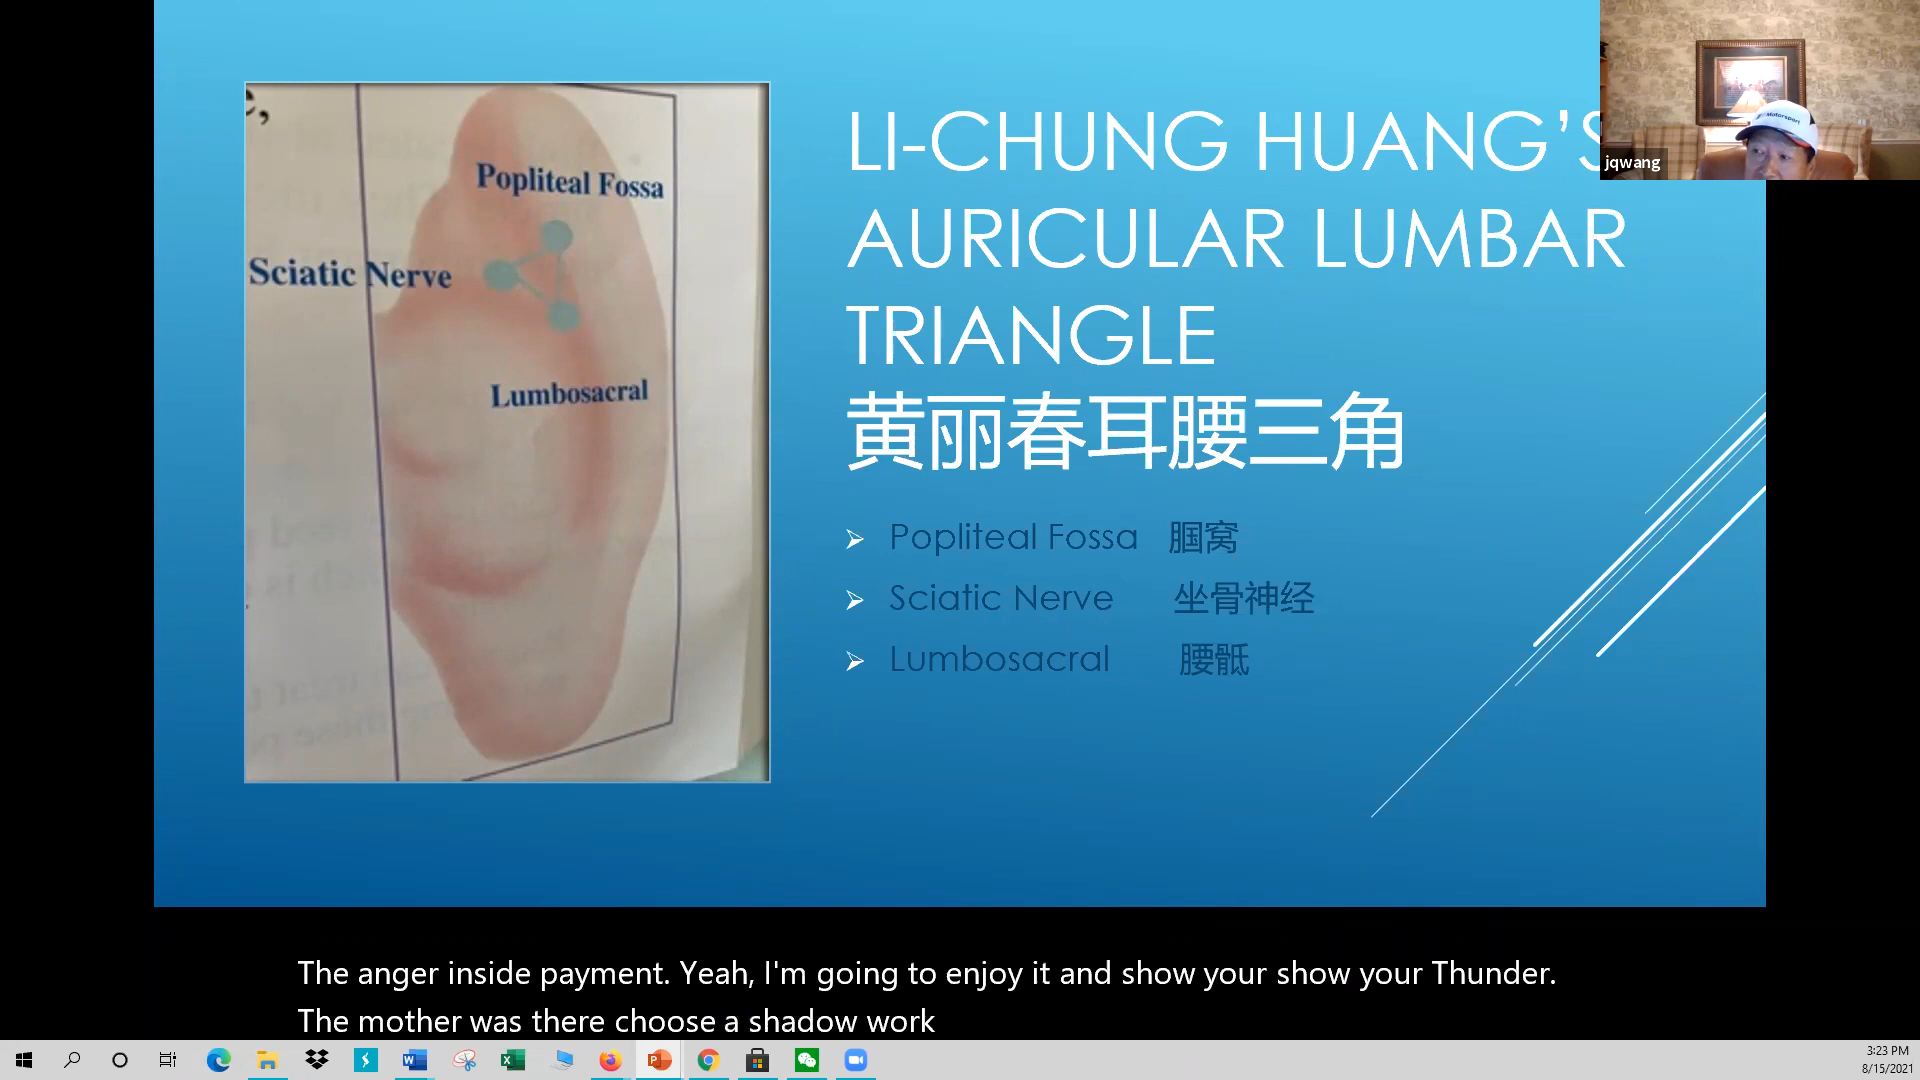 Popliteal Fossa
Sciatic Nerve
Lumbosacral
LI-CHUNG HUANG'S
AURICULAR LUMBAR
TRIANGLE
黄丽春耳腰三角
Popliteal Fossa 腘窝
Sciatic Nerve 坐骨神经
Lumbosacral 腰骶
Motorsport
jqwang
The anger inside payment. Yeah, I'm going to enjoy it and show your show your Thunder.
The mother was there choose a shadow work
3:23 PM
8/15/2021